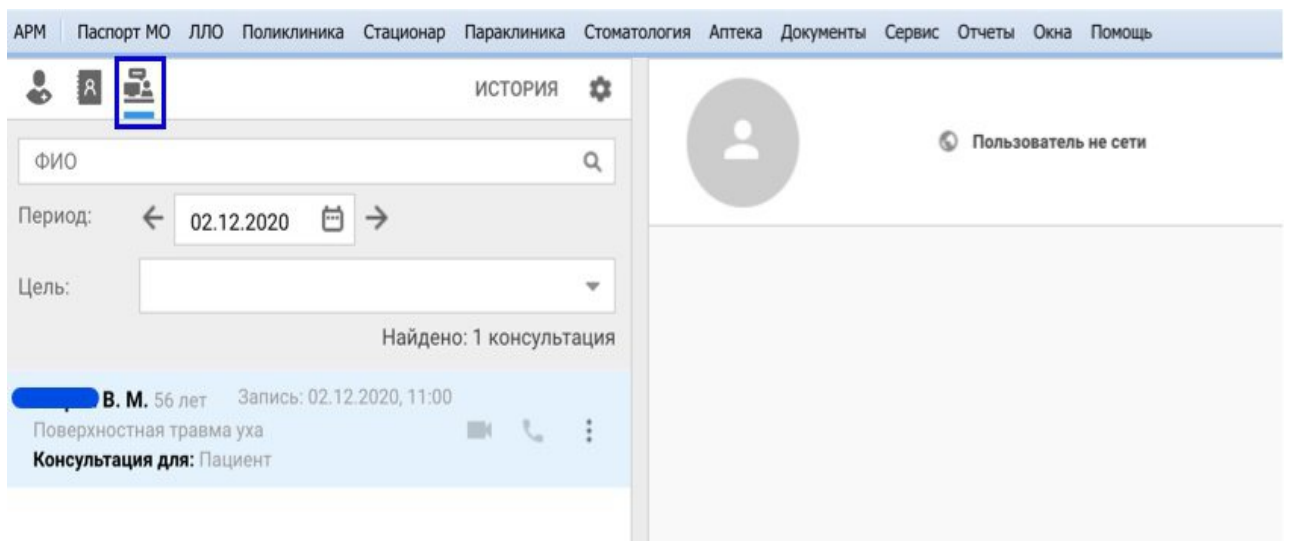 АРМ Паспорт МО ЛЛО Поликлиника Стационар Параклиника Стоматология Аптека Документы Сервис Отчеты Окна Помощь
ИСТОРИЯ
ФИО
Пользователь не сети
Период: 02.12.2020
Цель:
Найдено: 1 консультация
В. М. 56 лет Запись: 02.12.2020, 11:00
Поверхностная травма уха
Консультация для: Пациент